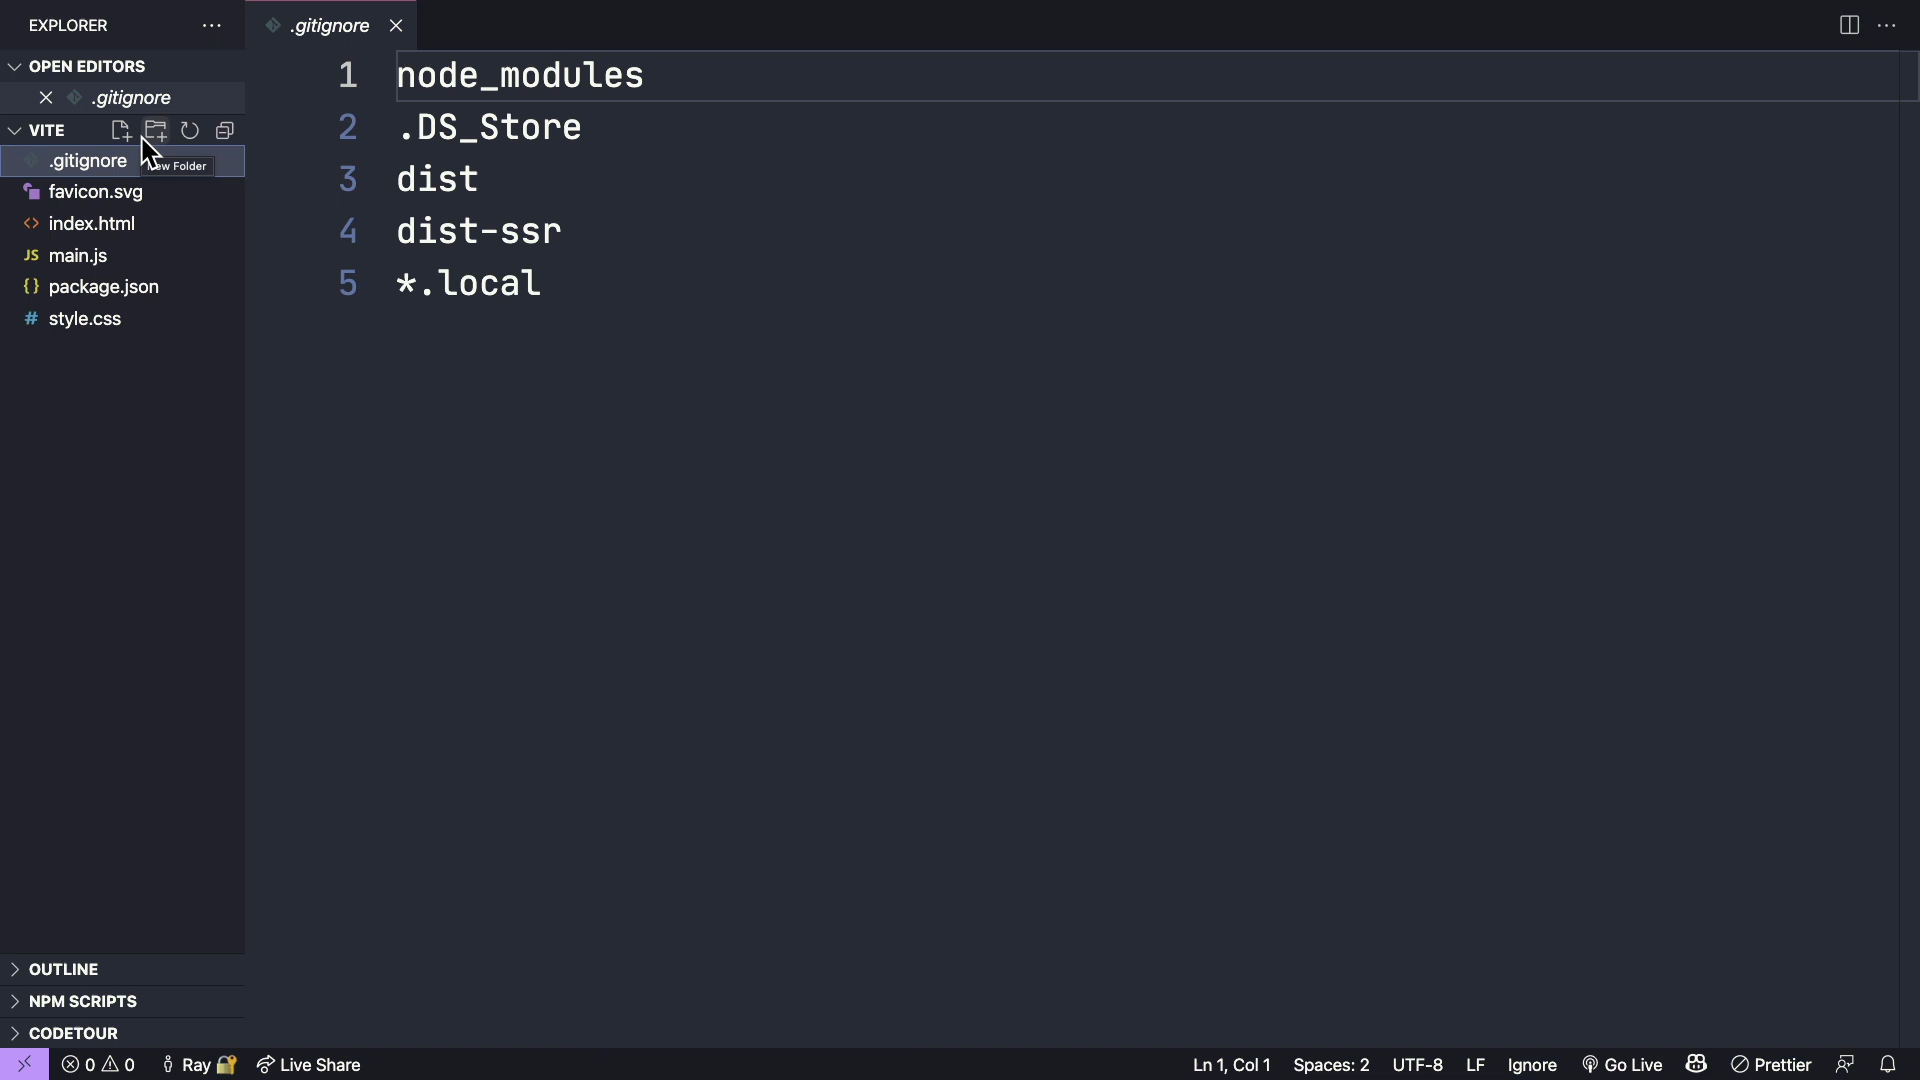 EXPLORER
.gitignore
OPEN EDITORS
.gitignore
VITE
.gitignore
New Folder
favicon.svg
index.html
JS main.js
{} package.json
# style.css
1 node_modules
2 .DS_Store
3 dist
4 dist-ssr
5 *.local
OUTLINE
NPM SCRIPTS
CODETOUR
0 0 Ray Live Share Ln 1, Col 1 Spaces: 2 UTF-8 LF Ignore Go Live Prettier